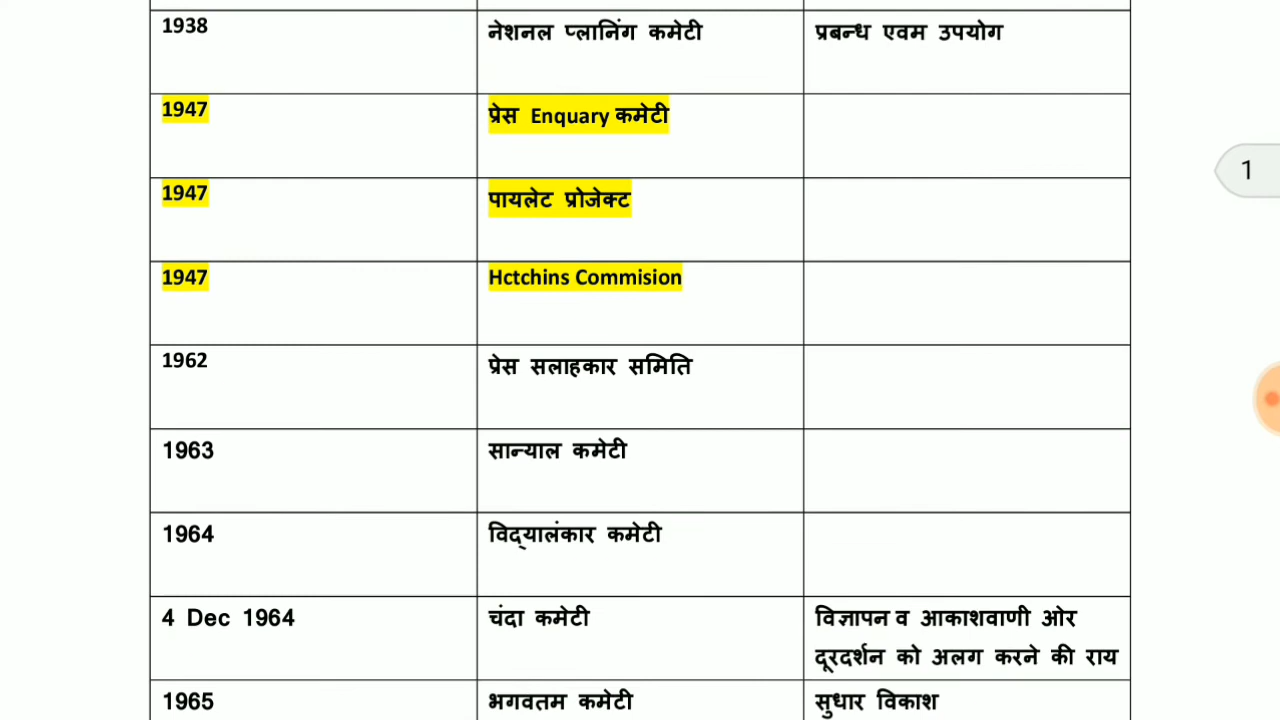 1938 नेशनल प्लानिंग कमेटी प्रबन्ध एवम उपयोग
1947 प्रेस Enquary कमेटी
1947 पायलेट प्रोजेक्ट
1947 Hctchins Commision
1962 प्रेस सलाहकार समिति
1963 सान्याल कमेटी
1964 विद्यालंकार कमेटी
4 Dec 1964 चंदा कमेटी विज्ञापन व आकाशवाणी ओर
दूरदर्शन को अलग करने की राय
1965 भगवतम कमेटी सुधार विकाश
1